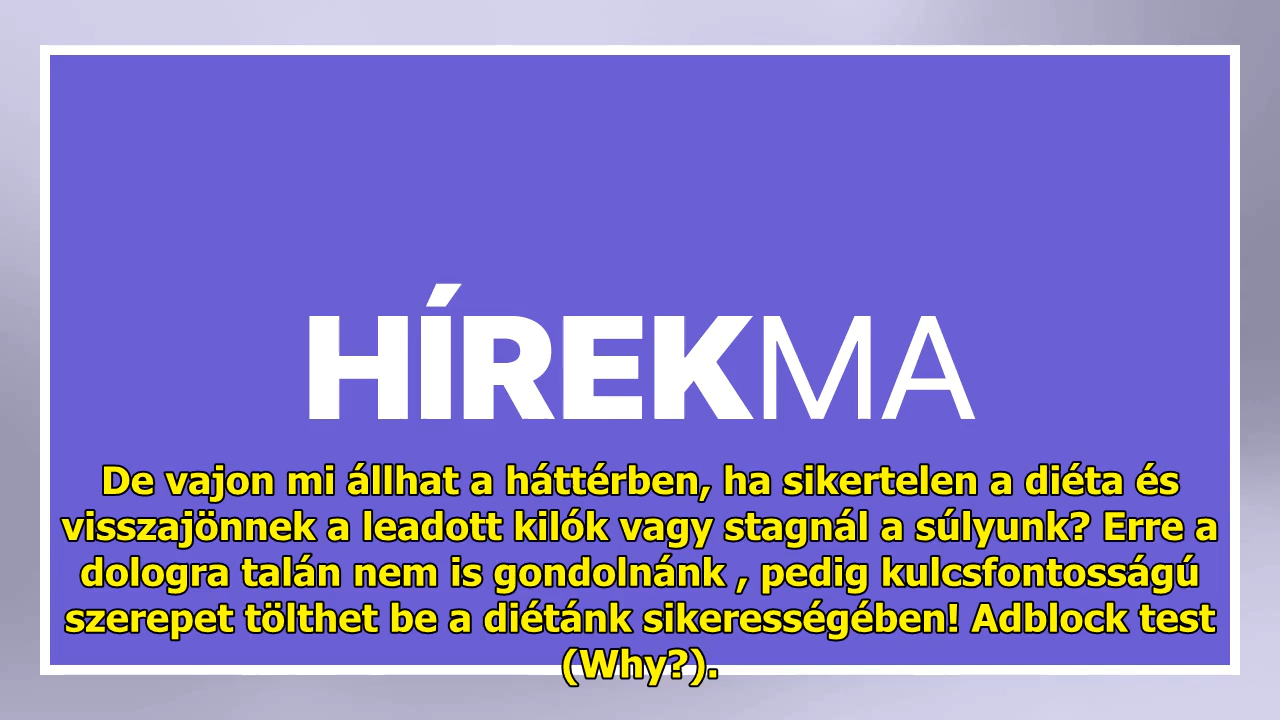 HÍREKMA
De vajon mi állhat a háttérben, ha sikertelen a diéta és
visszajönnek a leadott kilók vagy stagnál a súlyunk? Erre a
dologra talán nem is gondolnánk , pedig kulcsfontosságú
szerepet tölthet be a diétánk sikerességében! Adblock test
(Why?).